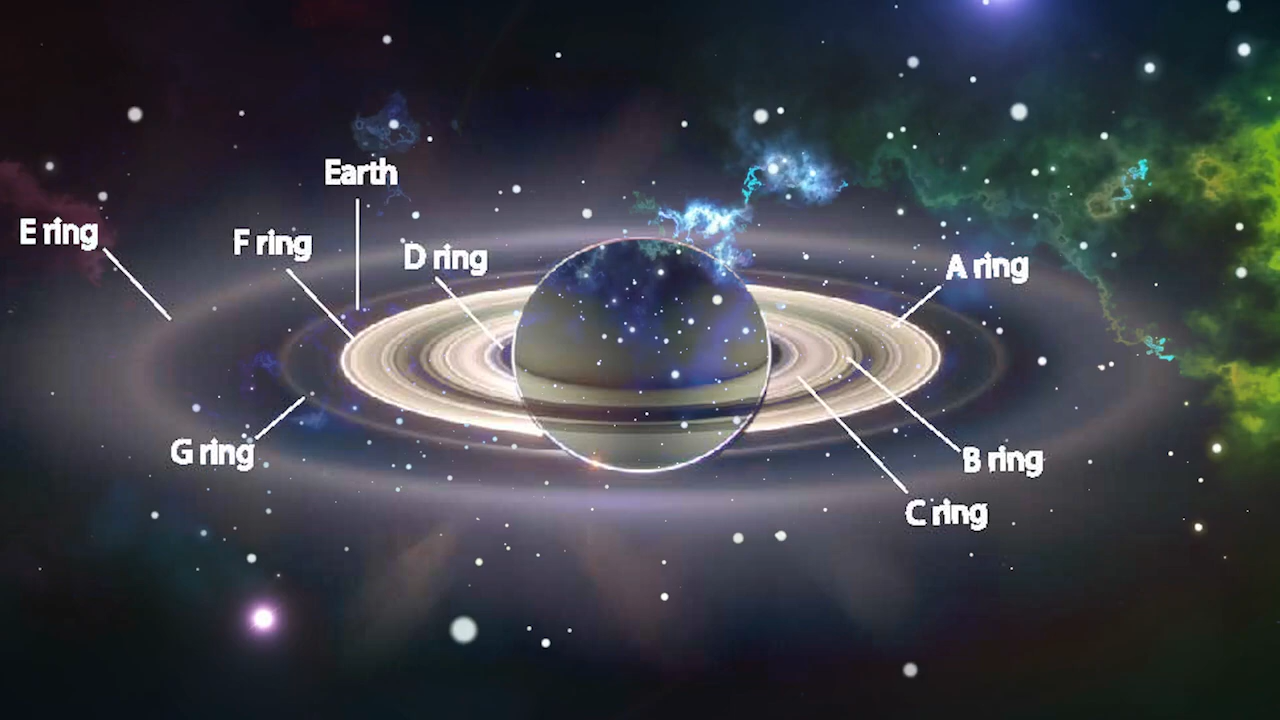 Earth
E ring
F ring
D ring
A ring
G ring
B ring
C ring